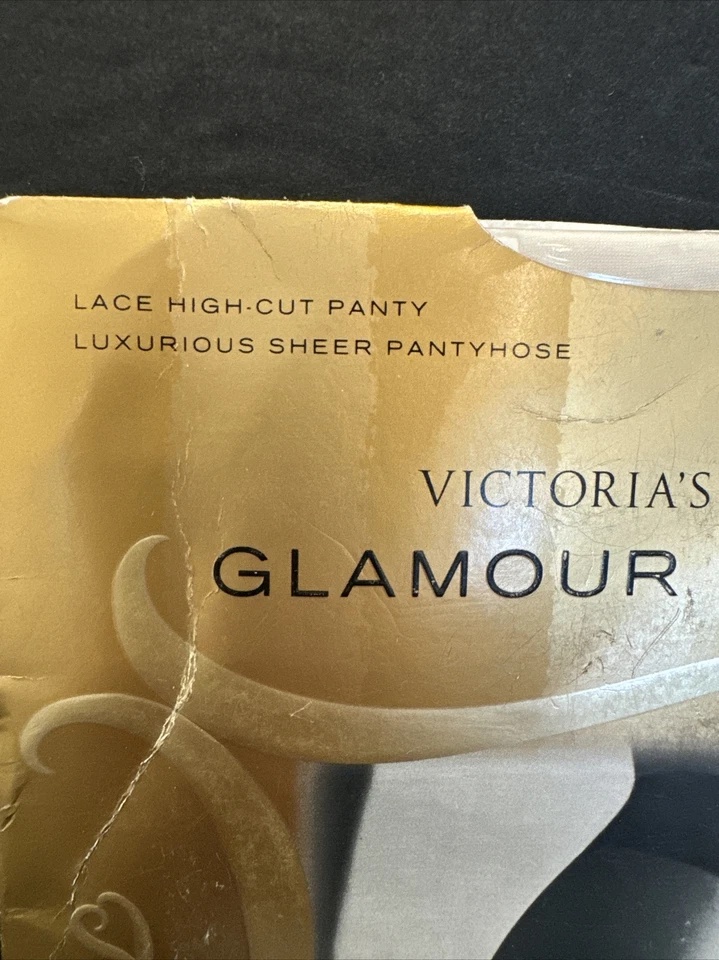 LACE HIGH-CUT PANTY
LUXURIOUS SHEER PANTYHOSE
VICTORIA'S
GLAMOUR